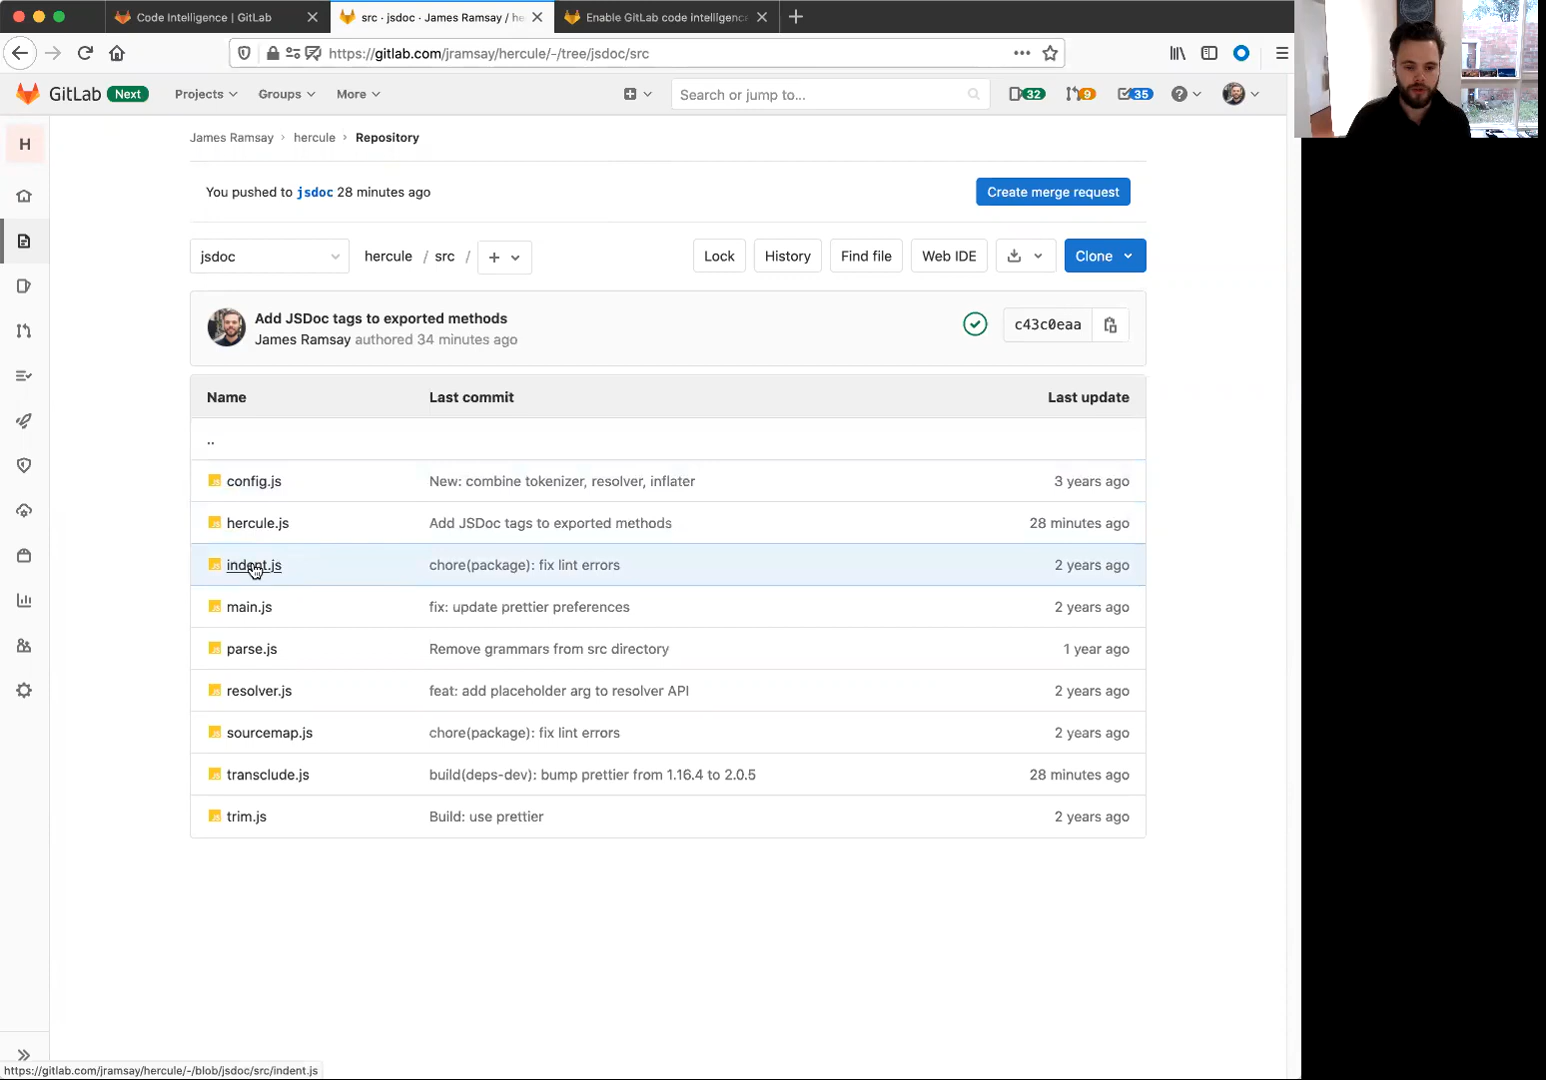 Code Intelligence | GitLab
src · jsdoc · James Ramsay / he
Enable GitLab code intelligence
https://gitlab.com/jramsay/hercule/-/tree/jsdoc/src
GitLab Next Projects Groups More Search or jump to... 32 9 35
H
James Ramsay › hercule › Repository
You pushed to jsdoc 28 minutes ago
Create merge request
jsdoc hercule / src / + Lock History Find file Web IDE Clone
Add JSDoc tags to exported methods
James Ramsay authored 34 minutes ago
c43c0eaa
Name Last commit Last update
..
config.js New: combine tokenizer, resolver, inflater 3 years ago
hercule.js Add JSDoc tags to exported methods 28 minutes ago
indent.js chore(package): fix lint errors 2 years ago
main.js fix: update prettier preferences 2 years ago
parse.js Remove grammars from src directory 1 year ago
resolver.js feat: add placeholder arg to resolver API 2 years ago
sourcemap.js chore(package): fix lint errors 2 years ago
transclude.js build(deps-dev): bump prettier from 1.16.4 to 2.0.5 28 minutes ago
trim.js Build: use prettier 2 years ago
https://gitlab.com/jramsay/hercule/-/blob/jsdoc/src/indent.js